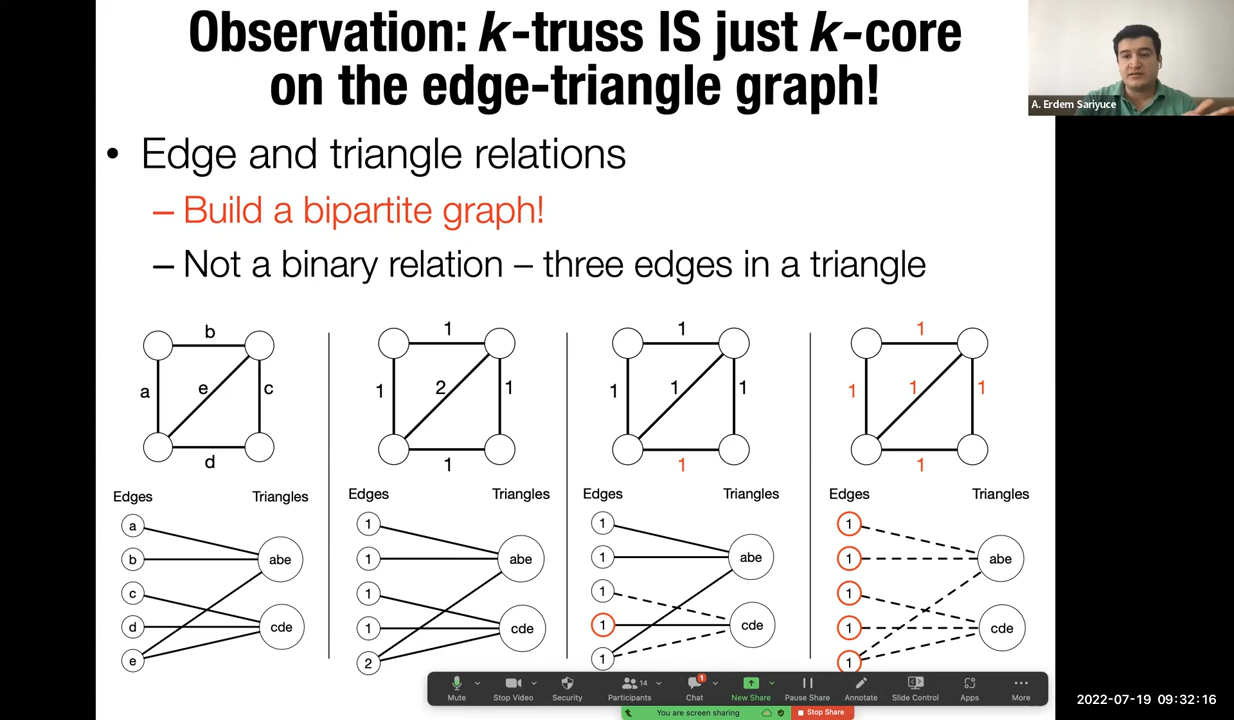 Observation: k-truss IS just k-core
on the edge-triangle graph!
A. Erdem Sariyuce
• Edge and triangle relations
– Build a bipartite graph!
– Not a binary relation – three edges in a triangle
b
a
e
c
d
Edges Triangles
a
b
c
d
e
abe
cde
1
1
2
1
1
Edges Triangles
1
1
1
1
2
abe
cde
1
1
1
1
1
Edges Triangles
1
1
1
1
1
abe
cde
1
1
1
1
1
Edges Triangles
1
1
1
1
1
abe
cde
14
1
Mute Stop Video Security Participants Chat New Share Pause Share Annotate Slide Control Apps More
You are screen sharing Stop Share
2022-07-19 09:32:16